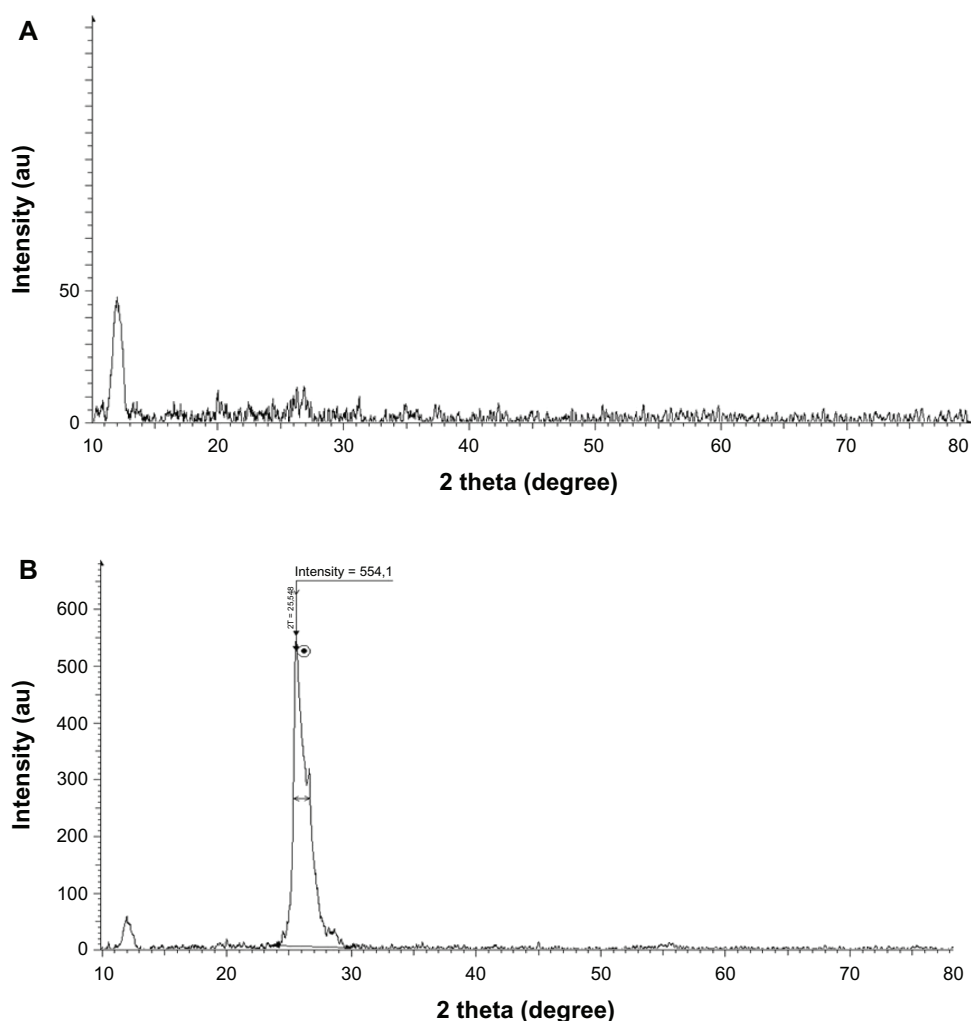 A
Intensity (au)
50
0
10 20 30 40 50 60 70 80
2 theta (degree)
B
Intensity = 554,1
2T = 25.548
Intensity (au)
600
500
400
300
200
100
0
10 20 30 40 50 60 70 80
2 theta (degree)